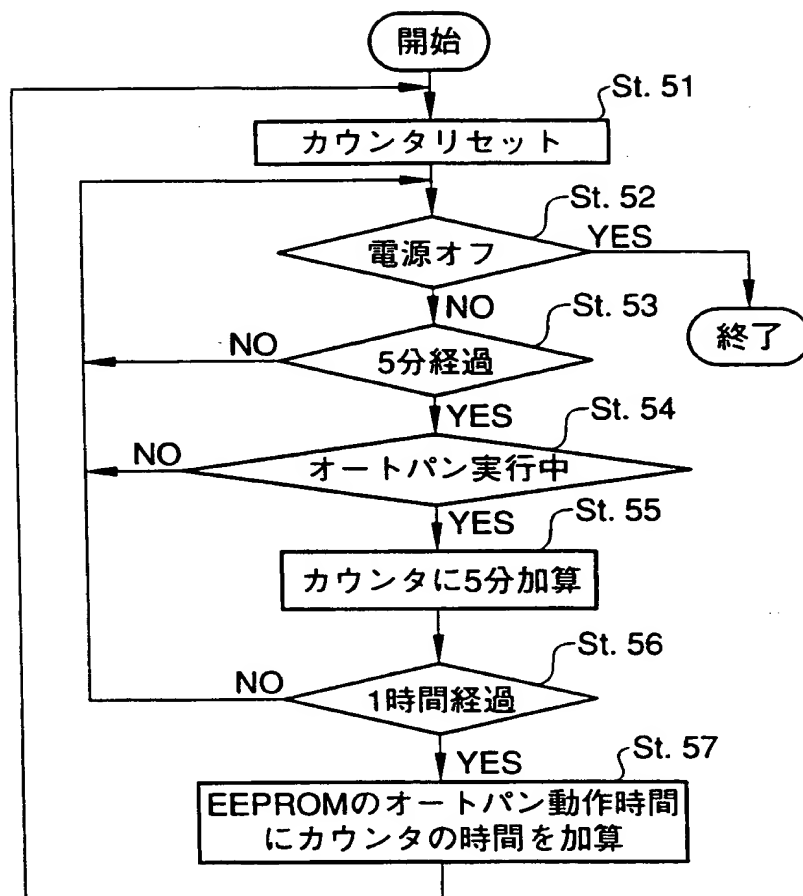 開始
St. 51
カウンタリセット
St. 52
電源オフ
YES
NO
St. 53
終了
NO
5分経過
YES
St. 54
NO
オートパン実行中
YES
St. 55
カウンタに5分加算
St. 56
NO
1時間経過
YES
St. 57
EEPROMのオートパン動作時間
にカウンタの時間を加算